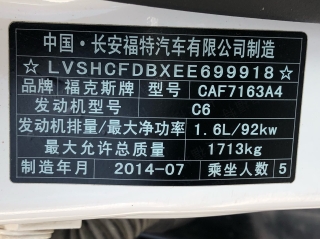 中国·长安福特汽车有限公司制造
☆LVSHCFDBXEE699918☆
品牌 福克斯牌 型号 CAF7163A4
发动机型号 C6
发动机排量/最大净功率 1.6L/92kw
最大允许总质量 1713kg
制造年月 2014-07 乘坐人数 5